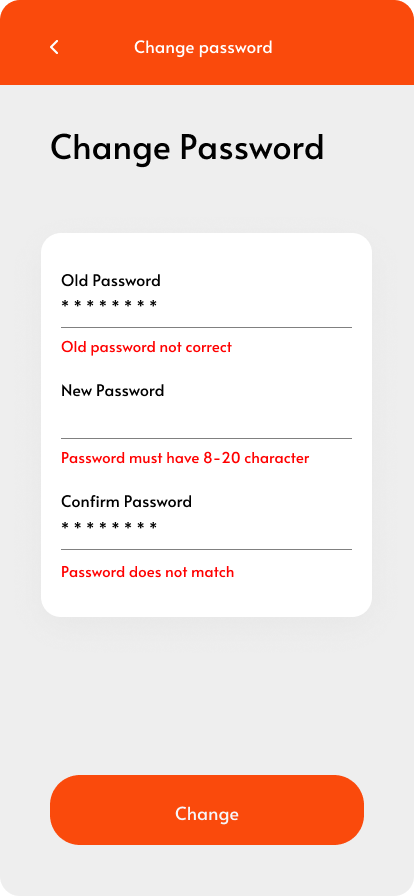 Change password
Change Password
Old Password
* * * * * * * *
Old password not correct
New Password
Password must have 8-20 character
Confirm Password
* * * * * * * *
Password does not match
Change